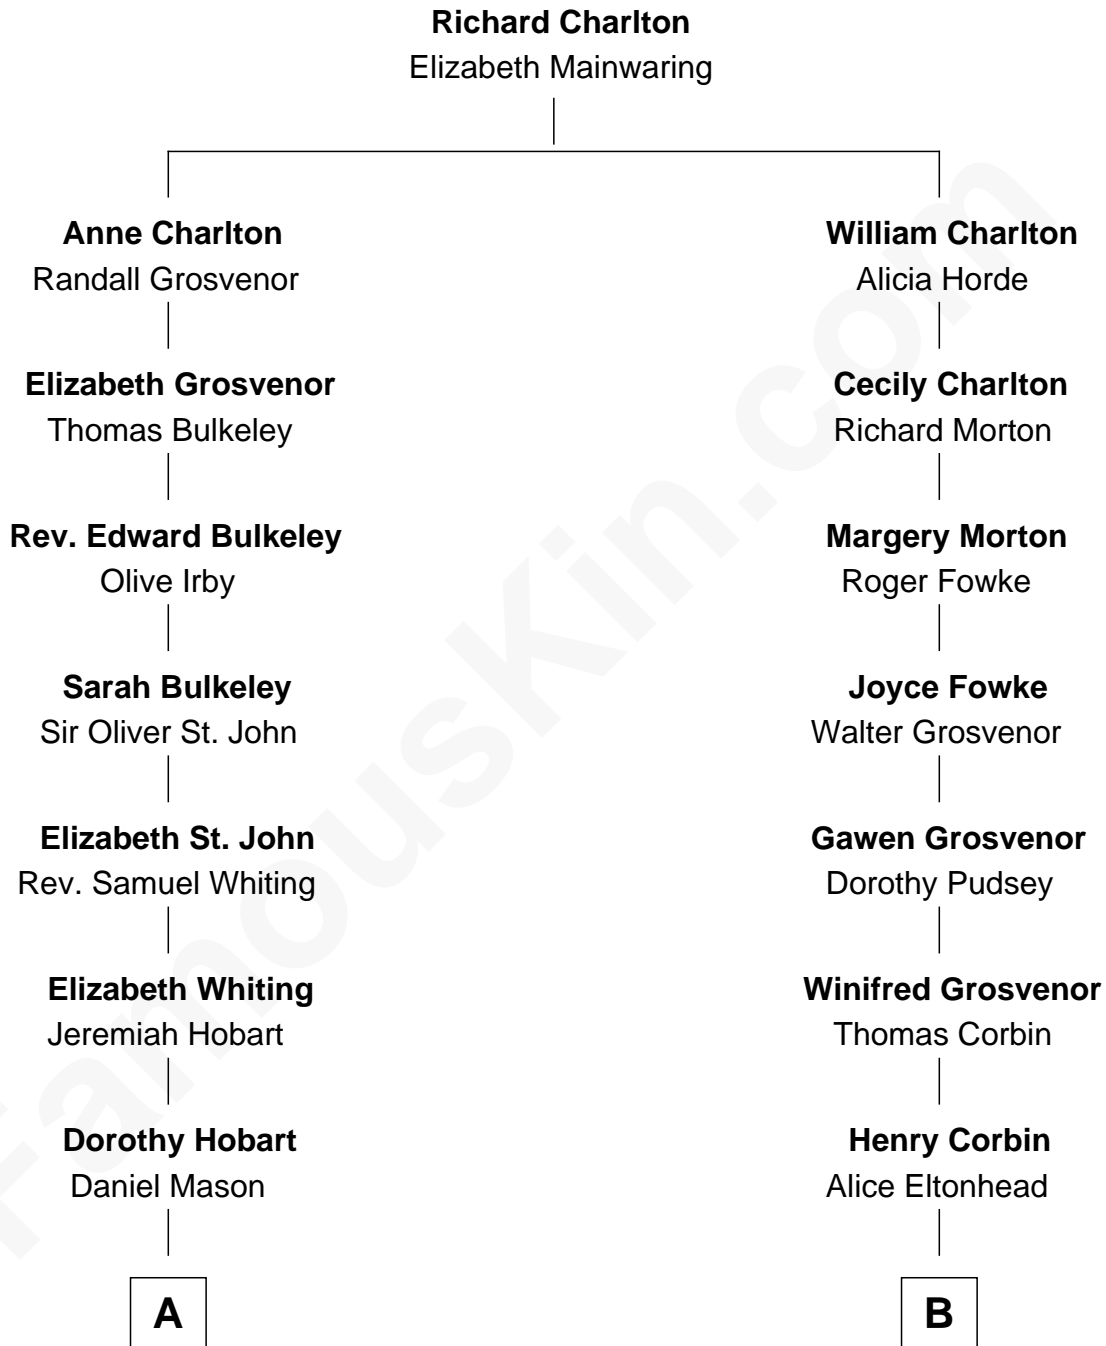 Richard Charlton
Elizabeth Mainwaring
Anne Charlton
Randall Grosvenor
William Charlton
Alicia Horde
Elizabeth Grosvenor
Thomas Bulkeley
Cecily Charlton
Richard Morton
Rev. Edward Bulkeley
Olive Irby
Margery Morton
Roger Fowke
Sarah Bulkeley
Sir Oliver St. John
Joyce Fowke
Walter Grosvenor
Elizabeth St. John
Rev. Samuel Whiting
Gawen Grosvenor
Dorothy Pudsey
Elizabeth Whiting
Jeremiah Hobart
Winifred Grosvenor
Thomas Corbin
Dorothy Hobart
Daniel Mason
Henry Corbin
Alice Eltonhead
A
B
FamousKin.com